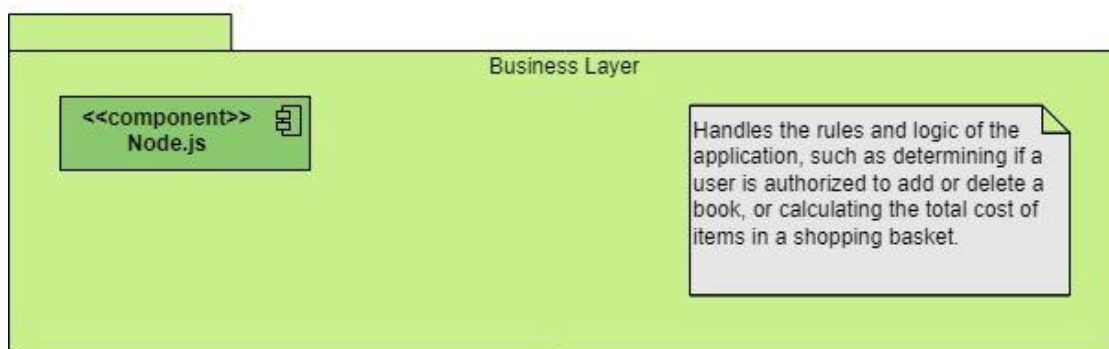 Business Layer
<<component>>
Node.js
Handles the rules and logic of the
application, such as determining if a
user is authorized to add or delete a
book, or calculating the total cost of
items in a shopping basket.